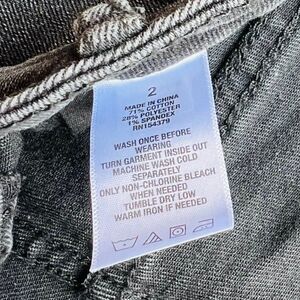 2
MADE IN CHINA
71% COTTON
28% POLYESTER
1% SPANDEX
RN154379
WASH ONCE BEFORE
WEARING
TURN GARMENT INSIDE OUT
MACHINE WASH COLD
SEPARATELY
ONLY NON-CHLORINE BLEACH
WHEN NEEDED
TUMBLE DRY LOW
WARM IRON IF NEEDED